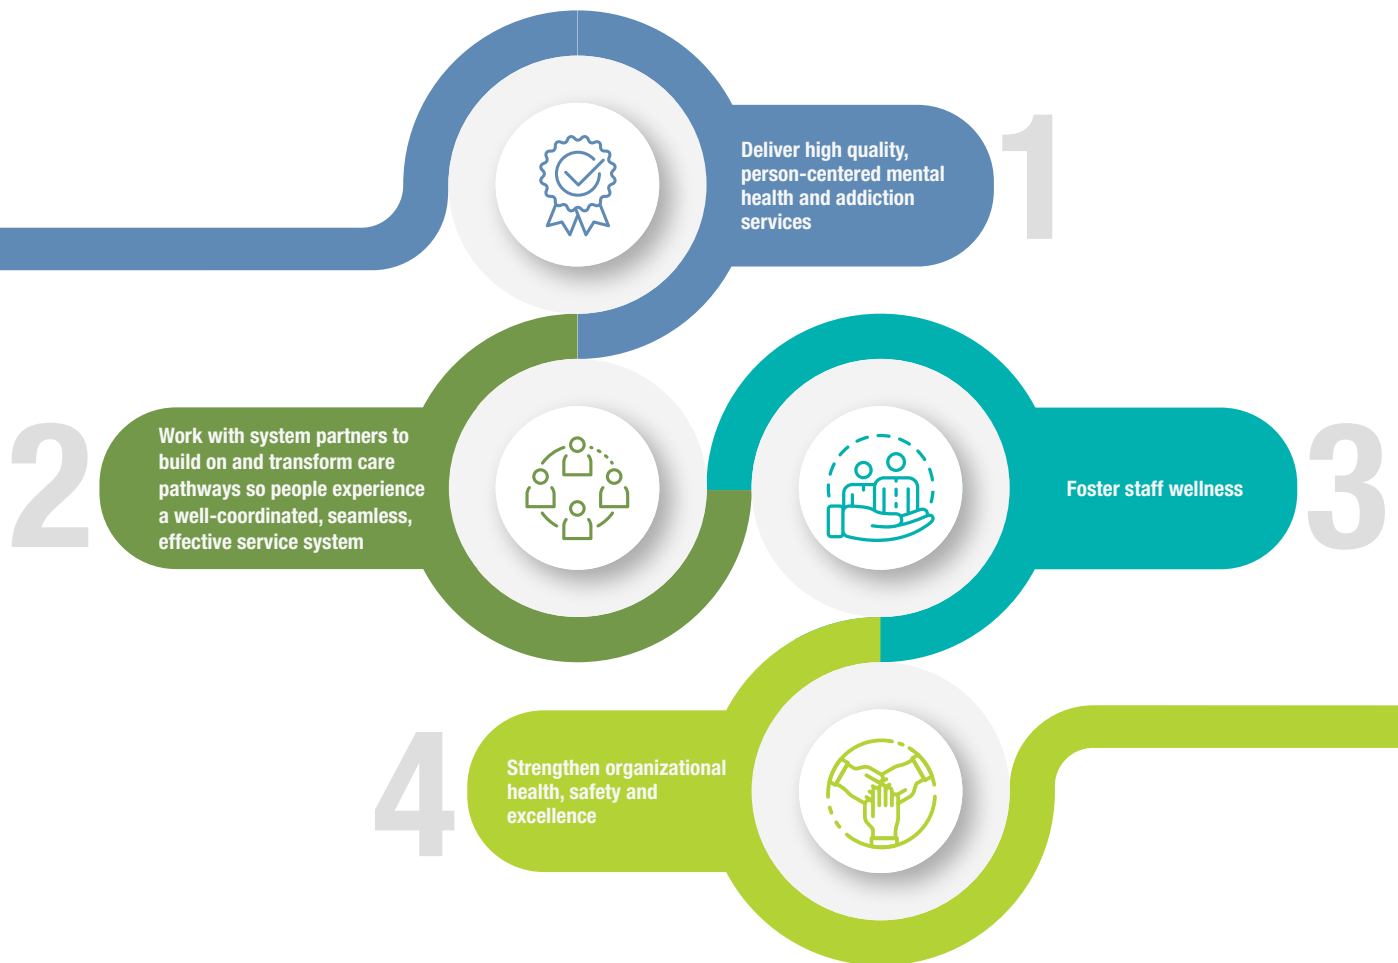 1
Deliver high quality,
person-centered mental
health and addiction
services
2
Work with system partners to
build on and transform care
pathways so people experience
a well-coordinated, seamless,
effective service system
3
Foster staff wellness
4
Strengthen organizational
health, safety and
excellence